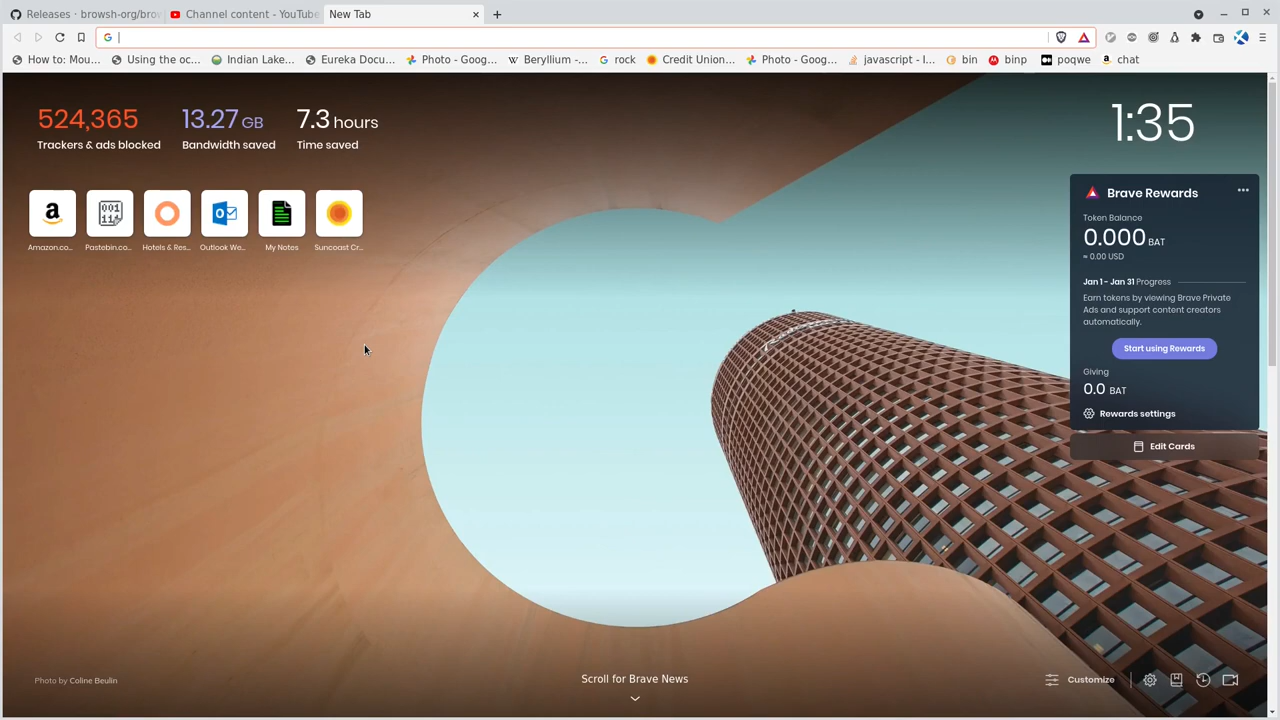 Releases · browsh-org/brow
Channel content - YouTube
New Tab
How to: Mou...
Using the oc...
Indian Lake...
Eureka Docu...
Photo - Goog...
Beryllium -...
rock
Credit Union...
Photo - Goog...
javascript - I...
bin
binp
poqwe
chat
524,365
Trackers & ads blocked
13.27 GB
Bandwidth saved
7.3 hours
Time saved
1:35
Amazon.co...
Pastebin.co...
Hotels & Res...
Outlook Wo...
My Notes
Suncoast Cr...
Brave Rewards
Token Balance
0.000 BAT
≈ 0.00 USD
Jan 1 - Jan 31 Progress
Earn tokens by viewing Brave Private
Ads and support content creators
automatically.
Start using Rewards
Giving
0.0 BAT
Rewards settings
Edit Cards
Photo by Coline Beulin
Scroll for Brave News
Customize